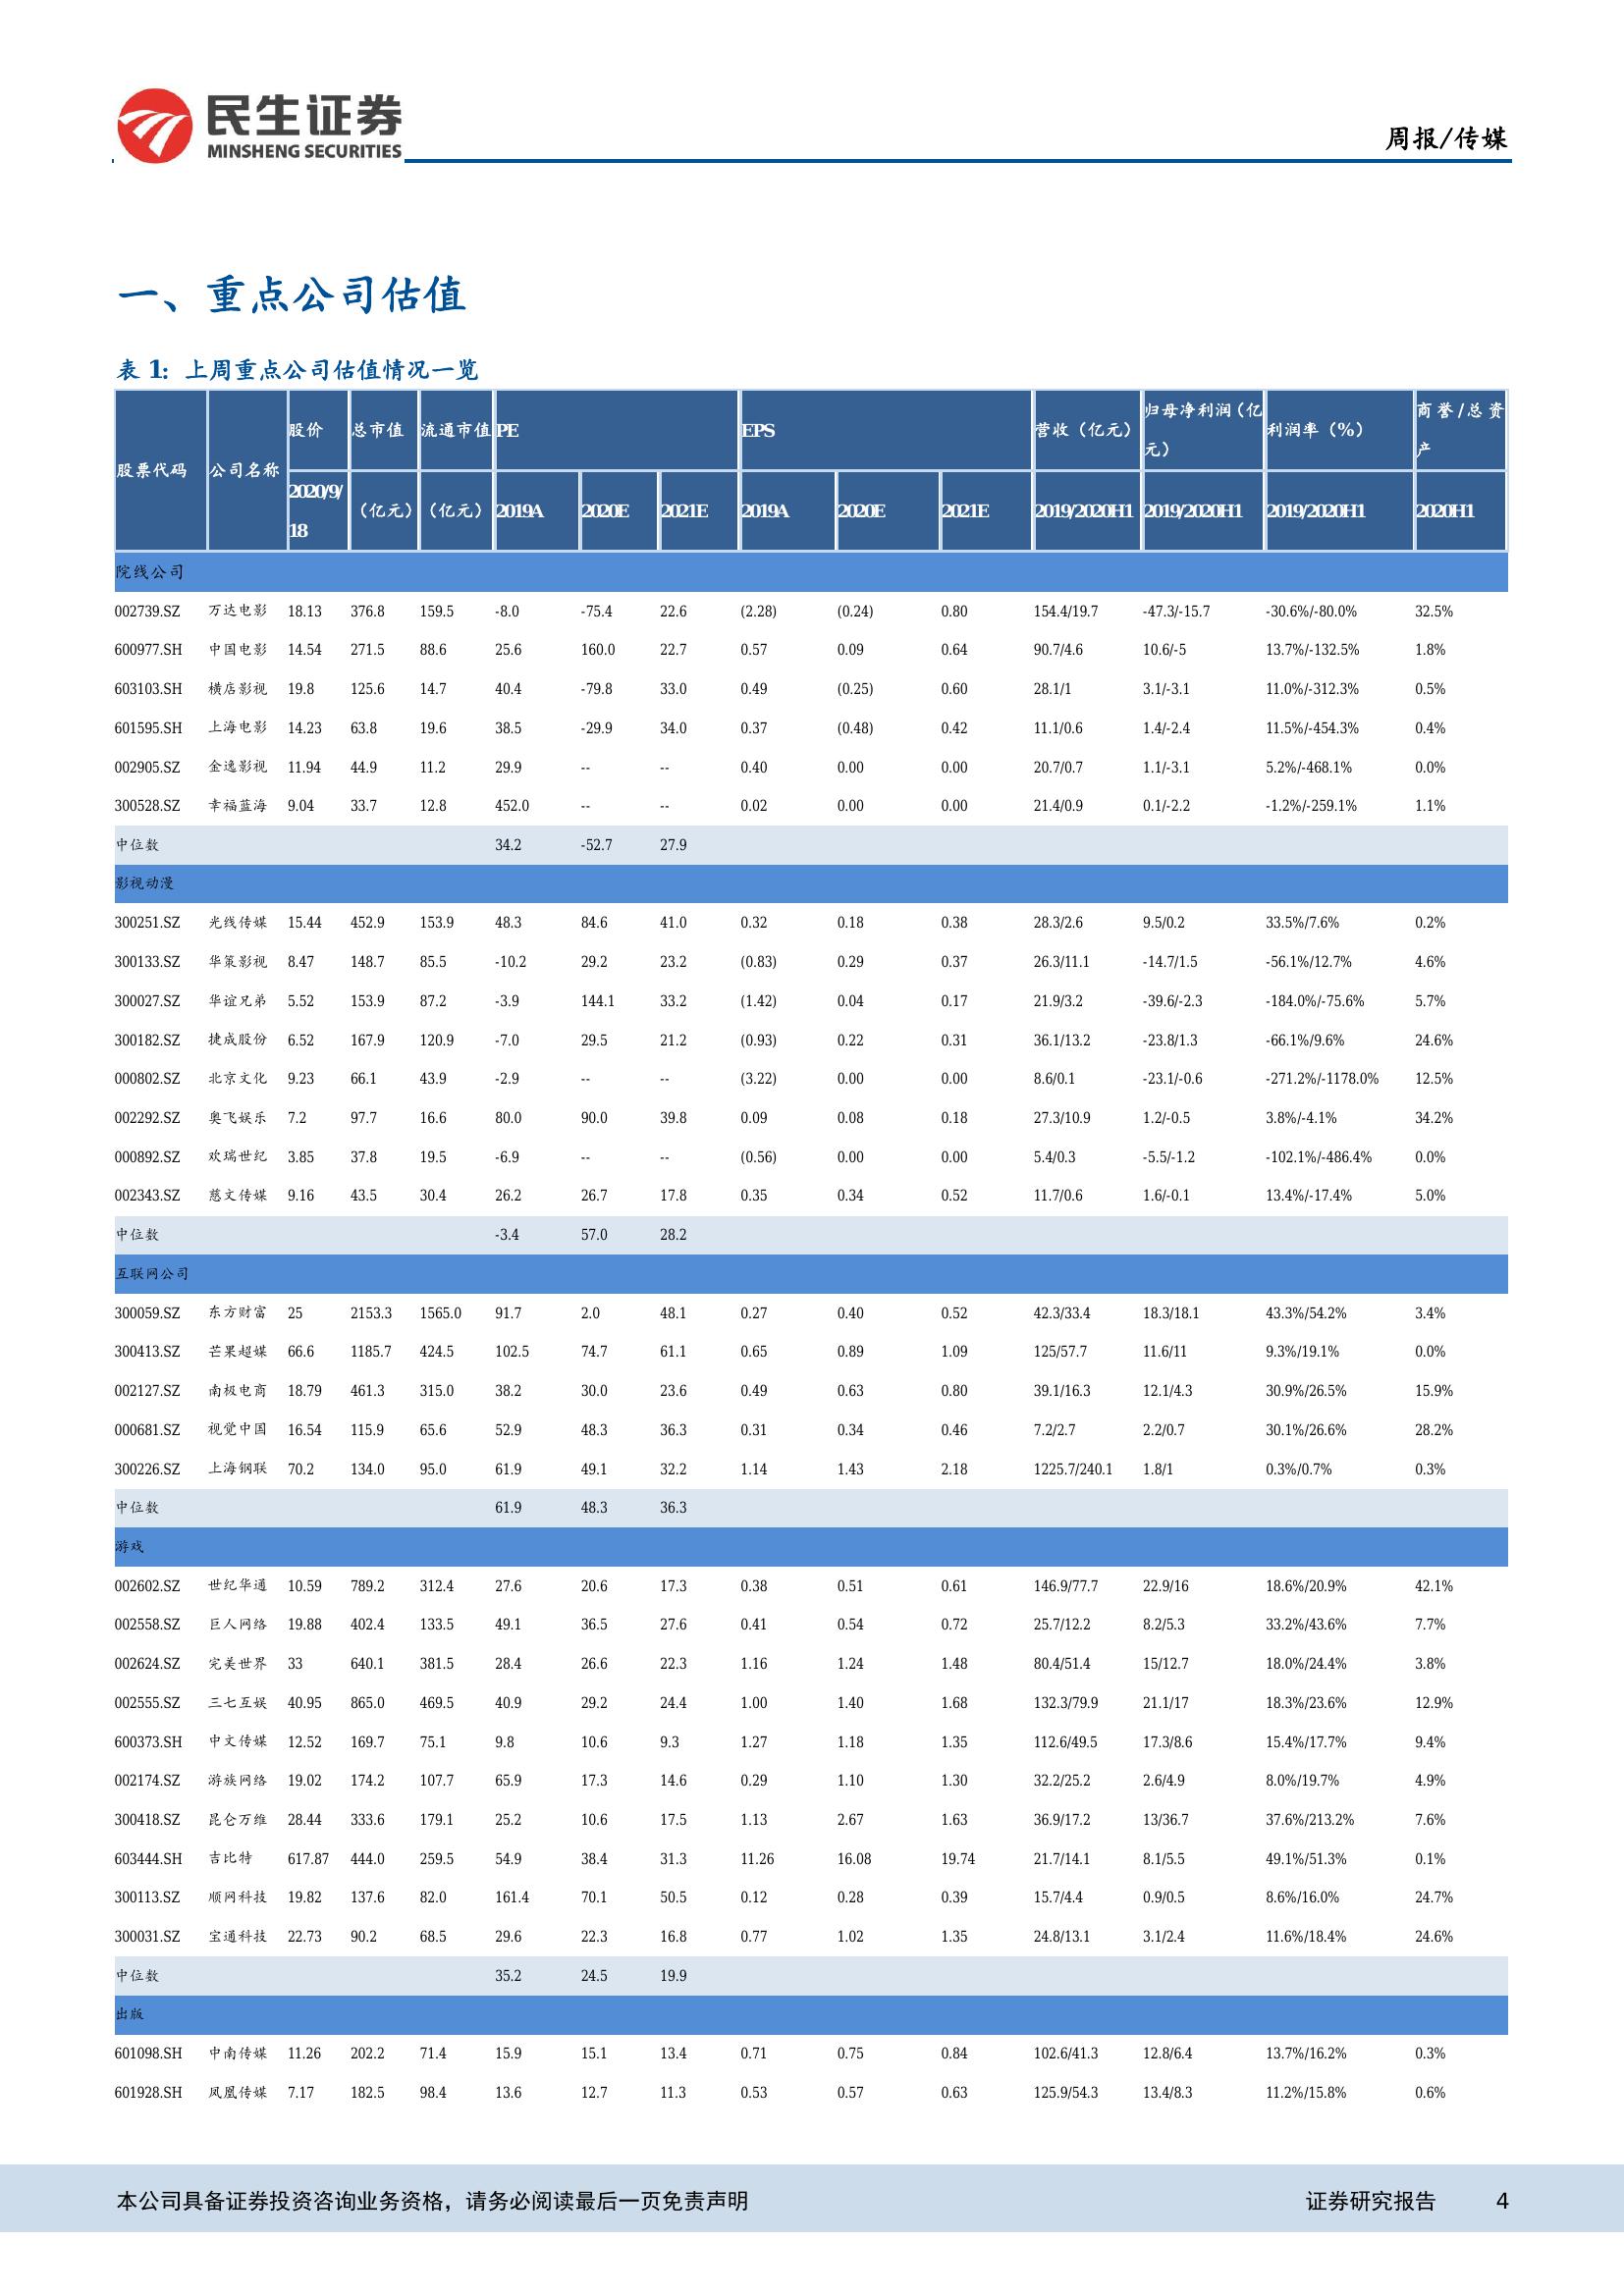 民生证券
MINSHENG SECURITIES
周报/传媒
一、重点公司估值
表 1: 上周重点公司估值情况一览
股票代码 公司名称 股价 总市值 流通市值 PE EPS 营收（亿元） 归母净利润（亿元） 利润率（%） 商誉/总资产
2020/9/18 （亿元） （亿元） 2019A 2020E 2021E 2019A 2020E 2021E 2019/2020H1 2019/2020H1 2019/2020H1 2020H1
院线公司
002739.SZ 万达电影 18.13 376.8 159.5 -8.0 -75.4 22.6 (2.28) (0.24) 0.80 154.4/19.7 -47.3/-15.7 -30.6%/-80.0% 32.5%
600977.SH 中国电影 14.54 271.5 88.6 25.6 160.0 22.7 0.57 0.09 0.64 90.7/4.6 10.6/-5 13.7%/-132.5% 1.8%
603103.SH 横店影视 19.8 125.6 14.7 40.4 -79.8 33.0 0.49 (0.25) 0.60 28.1/1 3.1/-3.1 11.0%/-312.3% 0.5%
601595.SH 上海电影 14.23 63.8 19.6 38.5 -29.9 34.0 0.37 (0.48) 0.42 11.1/0.6 1.4/-2.4 11.5%/-454.3% 0.4%
002905.SZ 金逸影视 11.94 44.9 11.2 29.9 -- -- 0.40 0.00 0.00 20.7/0.7 1.1/-3.1 5.2%/-468.1% 0.0%
300528.SZ 幸福蓝海 9.04 33.7 12.8 452.0 -- -- 0.02 0.00 0.00 21.4/0.9 0.1/-2.2 -1.2%/-259.1% 1.1%
中位数 34.2 -52.7 27.9
影视动漫
300251.SZ 光线传媒 15.44 452.9 153.9 48.3 84.6 41.0 0.32 0.18 0.38 28.3/2.6 9.5/0.2 33.5%/7.6% 0.2%
300133.SZ 华策影视 8.47 148.7 85.5 -10.2 29.2 23.2 (0.83) 0.29 0.37 26.3/11.1 -14.7/1.5 -56.1%/12.7% 4.6%
300027.SZ 华谊兄弟 5.52 153.9 87.2 -3.9 144.1 33.2 (1.42) 0.04 0.17 21.9/3.2 -39.6/-2.3 -184.0%/-75.6% 5.7%
300182.SZ 捷成股份 6.52 167.9 120.9 -7.0 29.5 21.2 (0.93) 0.22 0.31 36.1/13.2 -23.8/1.3 -66.1%/9.6% 24.6%
000802.SZ 北京文化 9.23 66.1 43.9 -2.9 -- -- (3.22) 0.00 0.00 8.6/0.1 -23.1/-0.6 -271.2%/-1178.0% 12.5%
002292.SZ 奥飞娱乐 7.2 97.7 16.6 80.0 90.0 39.8 0.09 0.08 0.18 27.3/10.9 1.2/-0.5 3.8%/-4.1% 34.2%
000892.SZ 欢瑞世纪 3.85 37.8 19.5 -6.9 -- -- (0.56) 0.00 0.00 5.4/0.3 -5.5/-1.2 -102.1%/-486.4% 0.0%
002343.SZ 慈文传媒 9.16 43.5 30.4 26.2 26.7 17.8 0.35 0.34 0.52 11.7/0.6 1.6/-0.1 13.4%/-17.4% 5.0%
中位数 -3.4 57.0 28.2
互联网公司
300059.SZ 东方财富 25 2153.3 1565.0 91.7 2.0 48.1 0.27 0.40 0.52 42.3/33.4 18.3/18.1 43.3%/54.2% 3.4%
300413.SZ 芒果超媒 66.6 1185.7 424.5 102.5 74.7 61.1 0.65 0.89 1.09 125/57.7 11.6/11 9.3%/19.1% 0.0%
002127.SZ 南极电商 18.79 461.3 315.0 38.2 30.0 23.6 0.49 0.63 0.80 39.1/16.3 12.1/4.3 30.9%/26.5% 15.9%
000681.SZ 视觉中国 16.54 115.9 65.6 52.9 48.3 36.3 0.31 0.34 0.46 7.2/2.7 2.2/0.7 30.1%/26.6% 28.2%
300226.SZ 上海钢联 70.2 134.0 95.0 61.9 49.1 32.2 1.14 1.43 2.18 1225.7/240.1 1.8/1 0.3%/0.7% 0.3%
中位数 61.9 48.3 36.3
游戏
002602.SZ 世纪华通 10.59 789.2 312.4 27.6 20.6 17.3 0.38 0.51 0.61 146.9/77.7 22.9/16 18.6%/20.9% 42.1%
002558.SZ 巨人网络 19.88 402.4 133.5 49.1 36.5 27.6 0.41 0.54 0.72 25.7/12.2 8.2/5.3 33.2%/43.6% 7.7%
002624.SZ 完美世界 33 640.1 381.5 28.4 26.6 22.3 1.16 1.24 1.48 80.4/51.4 15/12.7 18.0%/24.4% 3.8%
002555.SZ 三七互娱 40.95 865.0 469.5 40.9 29.2 24.4 1.00 1.40 1.68 132.3/79.9 21.1/17 18.3%/23.6% 12.9%
600373.SH 中文传媒 12.52 169.7 75.1 9.8 10.6 9.3 1.27 1.18 1.35 112.6/49.5 17.3/8.6 15.4%/17.7% 9.4%
002174.SZ 游族网络 19.02 174.2 107.7 65.9 17.3 14.6 0.29 1.10 1.30 32.2/25.2 2.6/4.9 8.0%/19.7% 4.9%
300418.SZ 昆仑万维 28.44 333.6 179.1 25.2 10.6 17.5 1.13 2.67 1.63 36.9/17.2 13/36.7 37.6%/213.2% 7.6%
603444.SH 吉比特 617.87 444.0 259.5 54.9 38.4 31.3 11.26 16.08 19.74 21.7/14.1 8.1/5.5 49.1%/51.3% 0.1%
300113.SZ 顺网科技 19.82 137.6 82.0 161.4 70.1 50.5 0.12 0.28 0.39 15.7/4.4 0.9/0.5 8.6%/16.0% 24.7%
300031.SZ 宝通科技 22.73 90.2 68.5 29.6 22.3 16.8 0.77 1.02 1.35 24.8/13.1 3.1/2.4 11.6%/18.4% 24.6%
中位数 35.2 24.5 19.9
出版
601098.SH 中南传媒 11.26 202.2 71.4 15.9 15.1 13.4 0.71 0.75 0.84 102.6/41.3 12.8/6.4 13.7%/16.2% 0.3%
601928.SH 凤凰传媒 7.17 182.5 98.4 13.6 12.7 11.3 0.53 0.57 0.63 125.9/54.3 13.4/8.3 11.2%/15.8% 0.6%
本公司具备证券投资咨询业务资格，请务必阅读最后一页免责声明 证券研究报告 4